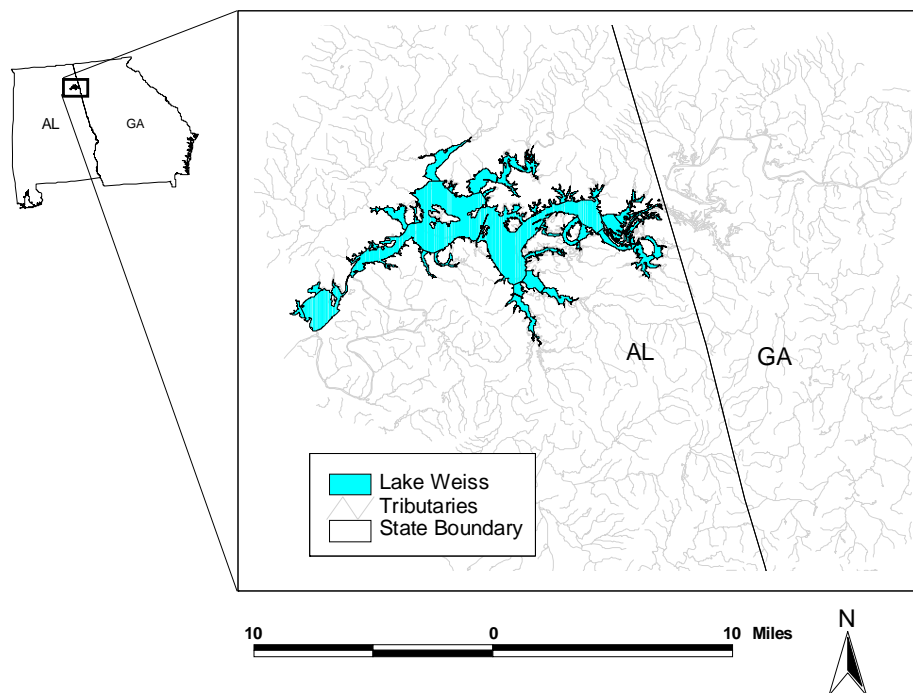 AL
GA
AL
GA
Lake Weiss
Tributaries
State Boundary
10 0 10 Miles
N